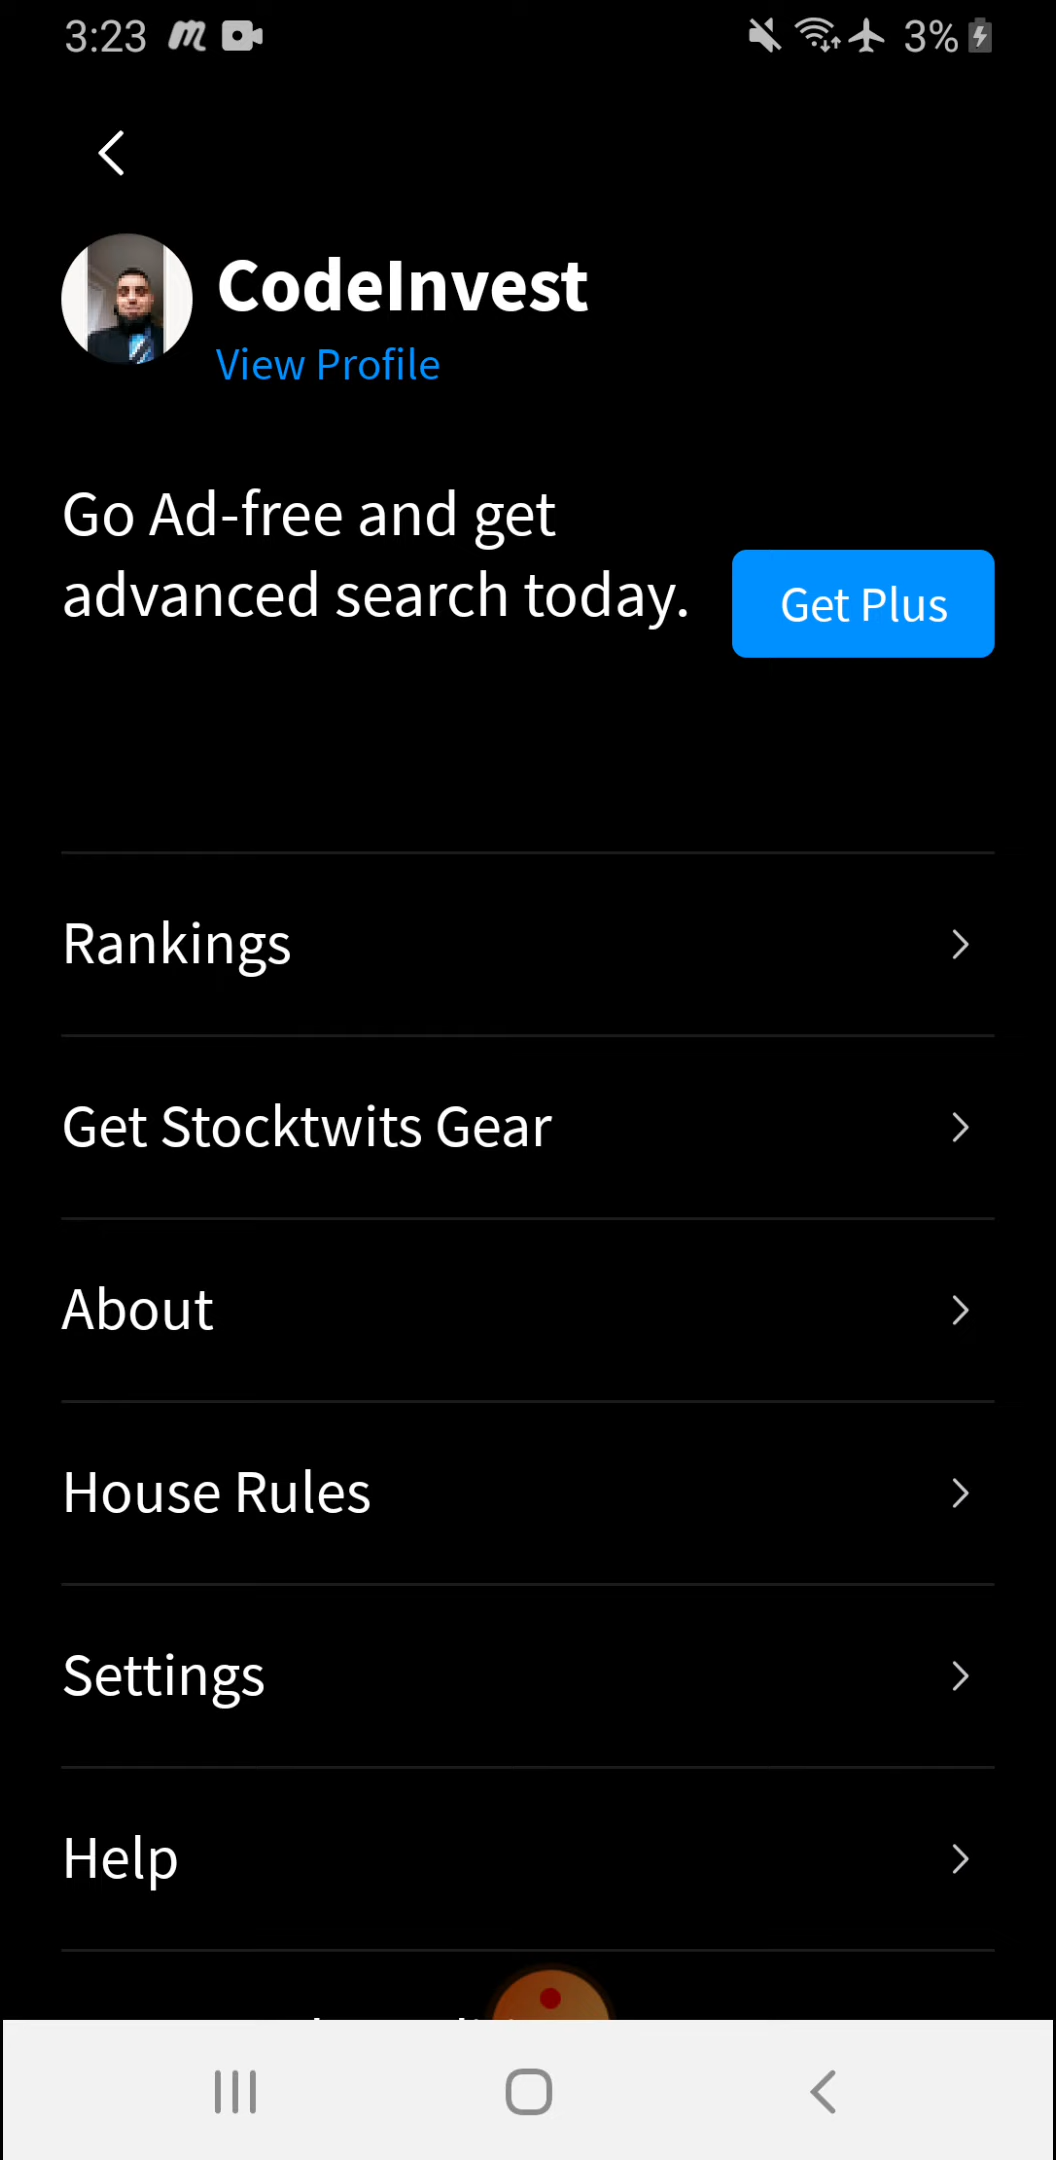 3:23 3%
CodeInvest
View Profile
Go Ad-free and get
advanced search today.
Get Plus
Rankings
Get Stocktwits Gear
About
House Rules
Settings
Help